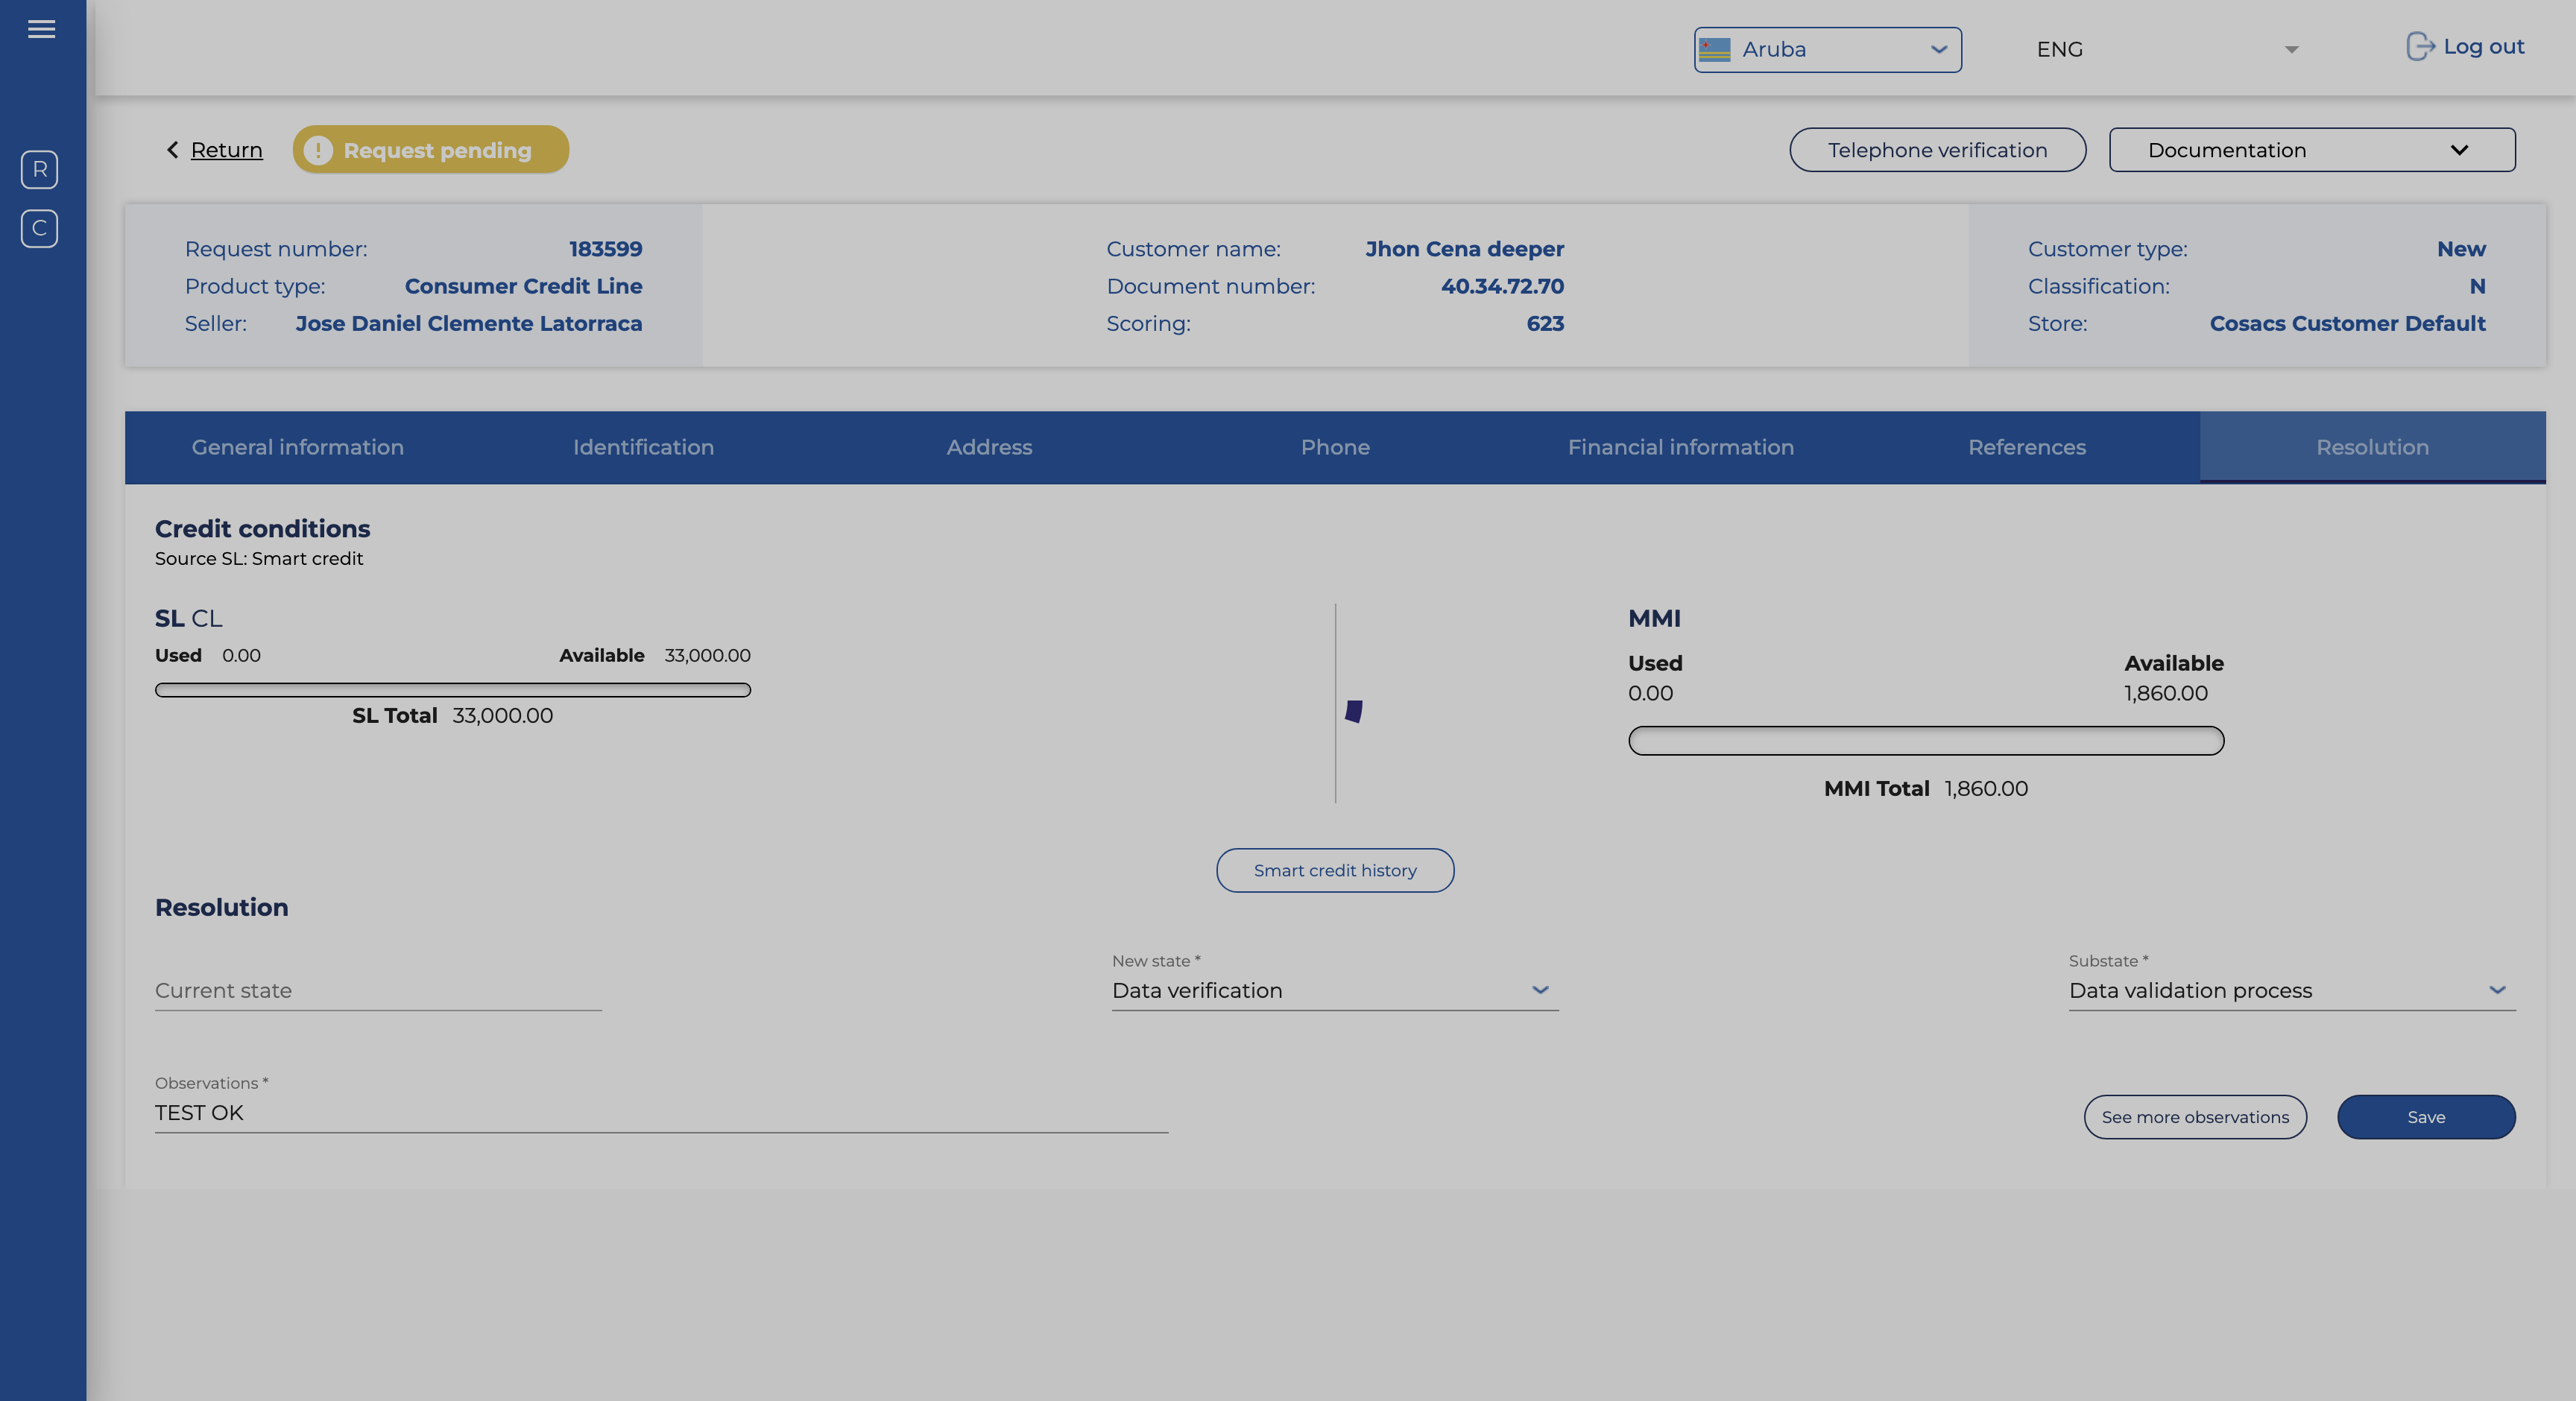 Aruba
ENG
Log out
R
C
Return
Request pending
Telephone verification
Documentation
Request number: 183599
Product type: Consumer Credit Line
Seller: Jose Daniel Clemente Latorraca
Customer name: Jhon Cena deeper
Document number: 40.34.72.70
Scoring: 623
Customer type: New
Classification: N
Store: Cosacs Customer Default
General information
Identification
Address
Phone
Financial information
References
Resolution
Credit conditions
Source SL: Smart credit
SL CL
Used 0.00 Available 33,000.00
SL Total 33,000.00
MMI
Used Available
0.00 1,860.00
MMI Total 1,860.00
Smart credit history
Resolution
Current state
New state *
Data verification
Substate *
Data validation process
Observations *
TEST OK
See more observations
Save